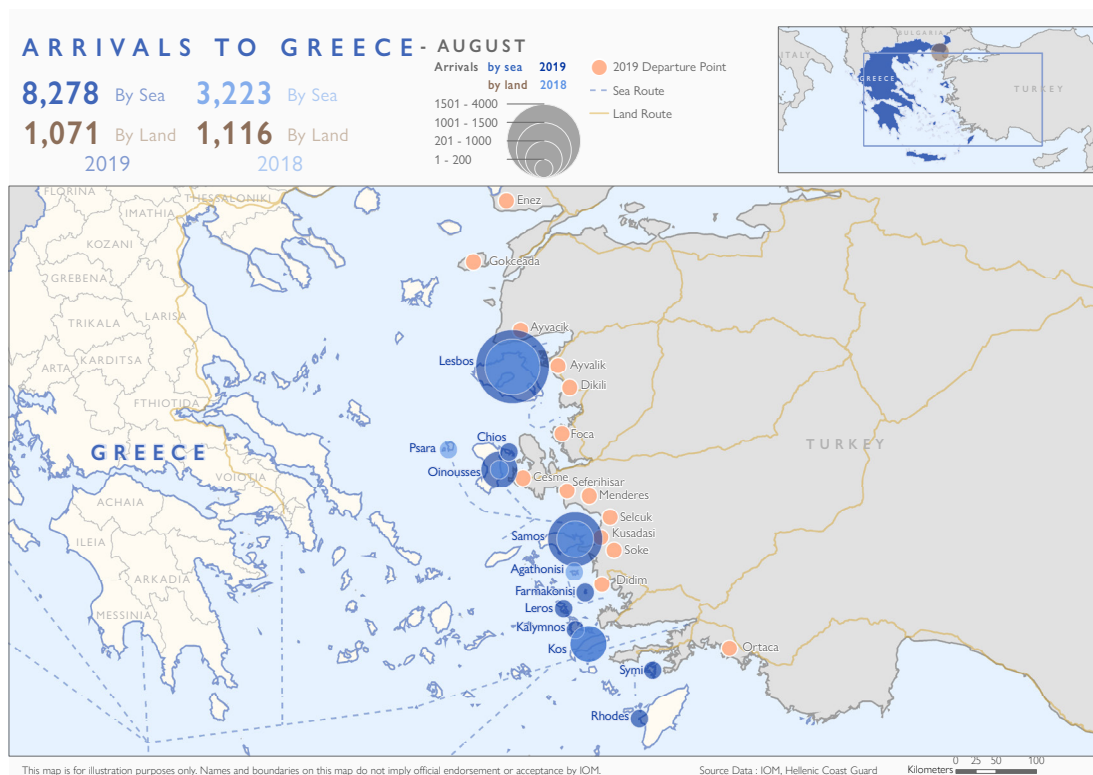 ARRIVALS TO GREECE - AUGUST
8,278 By Sea 3,223 By Sea
1,071 By Land 1,116 By Land
2019 2018
Arrivals by sea 2019
by land 2018
1501 - 4000
1001 - 1500
201 - 1000
1 - 200
2019 Departure Point
Sea Route
Land Route
BULGARIA
ITALY
GREECE
TURKEY
FLORINA
THESSALONIKI
IMATHIA
KOZANI
GREBENA
LARISA
TRIKALA
KARDITSA
ARTA
FTHIOTIDA
GREECE
VOIOTIA
ACHAIA
ILEIA
ARKADIA
MESSINIA
Enez
Gokceada
Ayvacik
Lesbos
Ayvalik
Dikili
Foca
Chios
Psara
Oinousses
Cesme
Seferihisar
Menderes
Selcuk
Samos
Kusadasi
Soke
Agathonisi
Didim
Farmakonisi
Leros
Kalymnos
Kos
Symi
Ortaca
Rhodes
TURKEY
This map is for illustration purposes only. Names and boundaries on this map do not imply official endorsement or acceptance by IOM.
Source Data : IOM, Hellenic Coast Guard
Kilometers 0 25 50 100